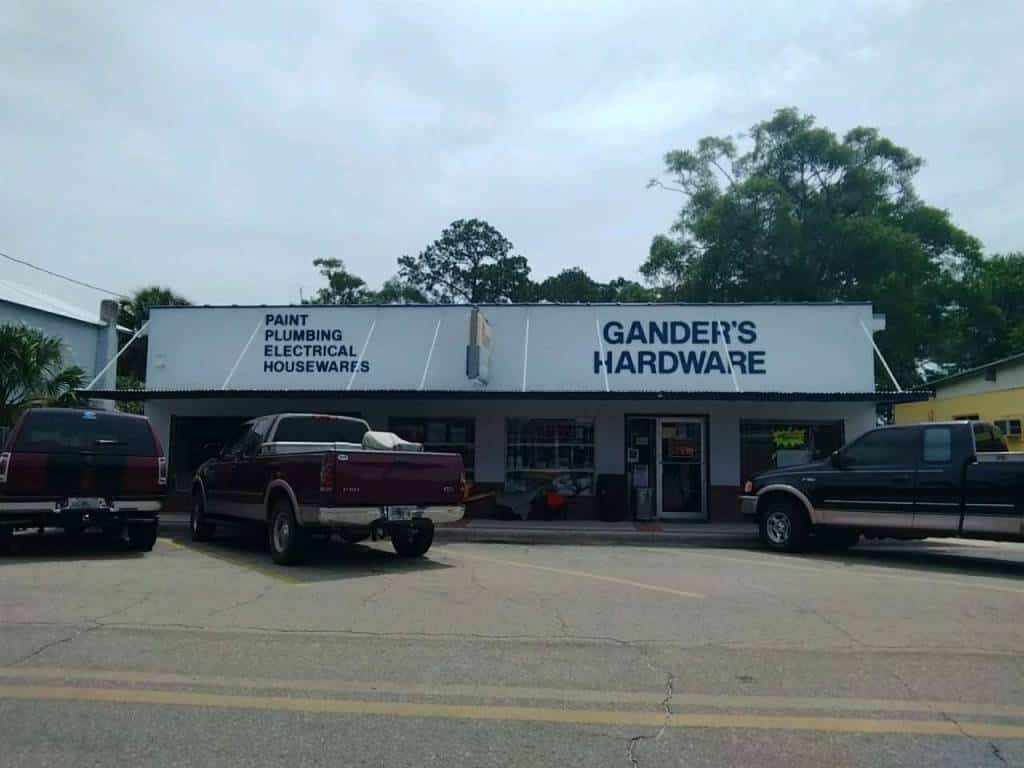 PAINT
PLUMBING
ELECTRICAL
HOUSEWARES
GANDER'S
HARDWARE